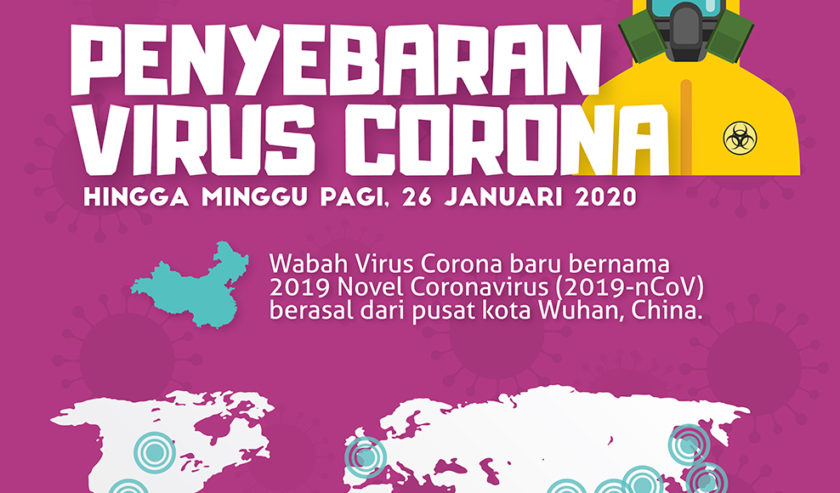 PENYEBARAN
VIRUS CORONA
HINGGA MINGGU PAGI, 26 JANUARI 2020
Wabah Virus Corona baru bernama
2019 Novel Coronavirus (2019-nCoV)
berasal dari pusat kota Wuhan, China.